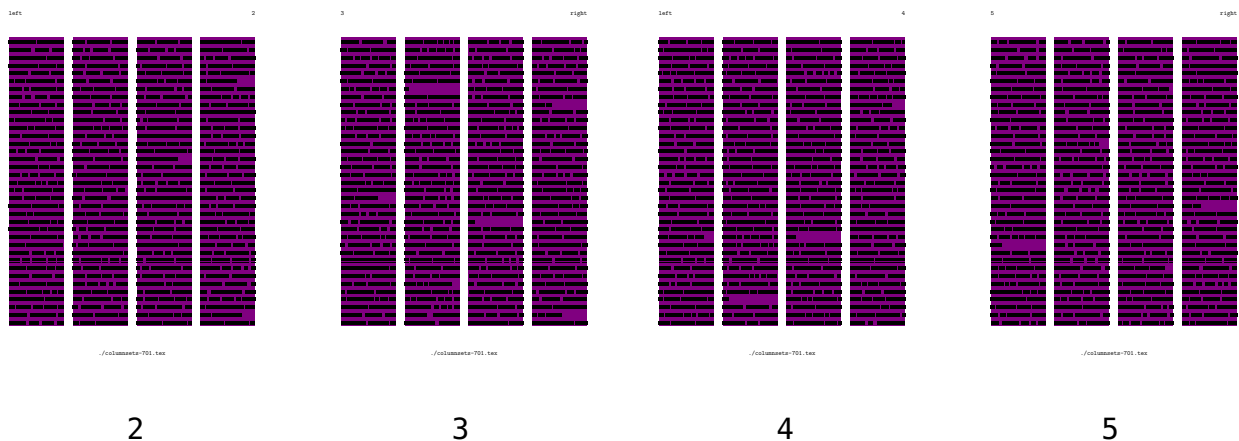 left 2 3 right left 4 5 right
./columnsets-701.tex ./columnsets-701.tex ./columnsets-701.tex ./columnsets-701.tex
2 3 4 5